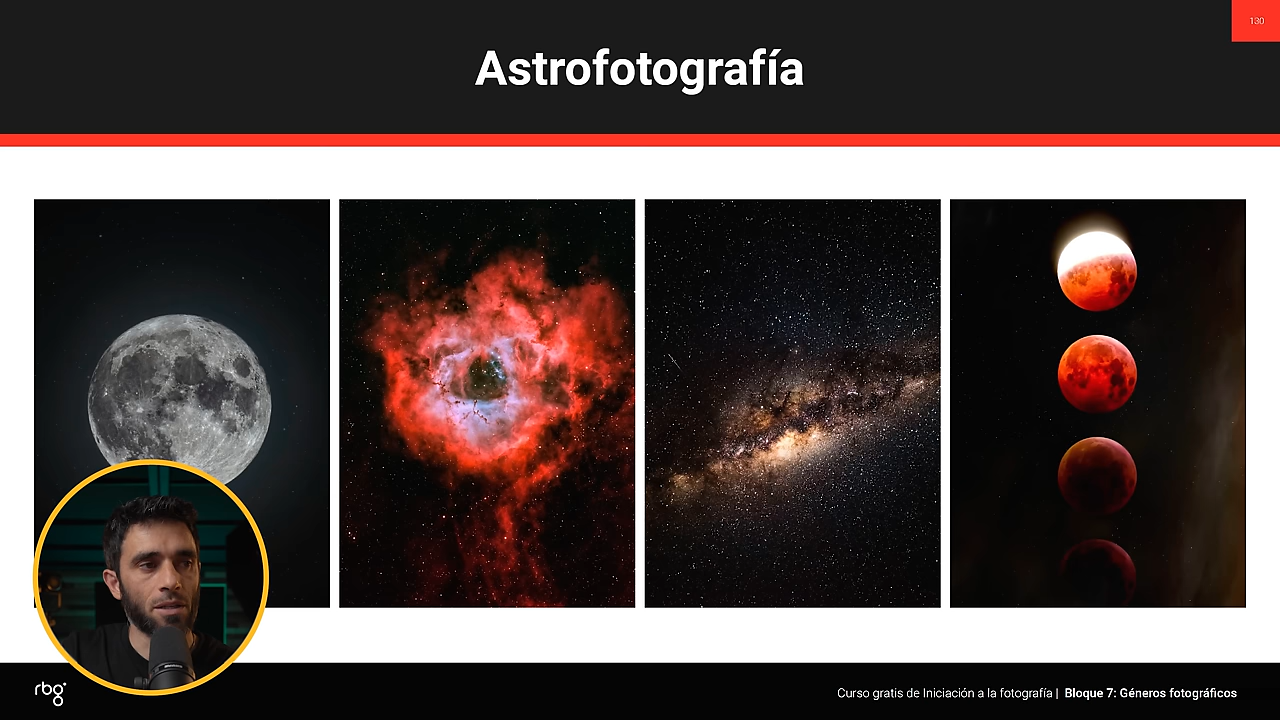 130
Astrofotografía
rbg
Curso gratis de Iniciación a la fotografía | Bloque 7: Géneros fotográficos